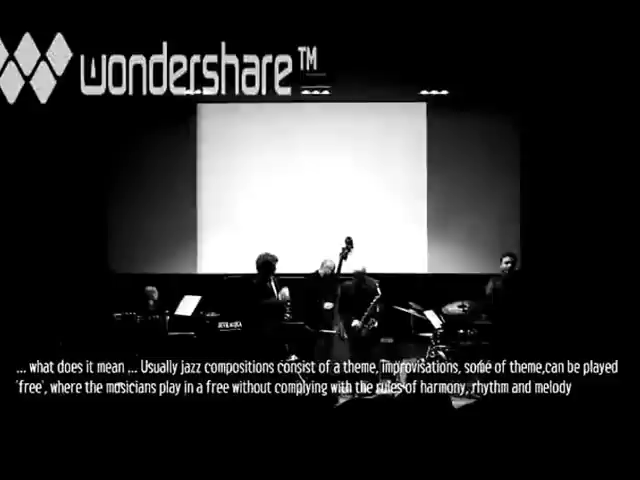 wondershare™
... what does it mean ... Usually jazz compositions consist of a theme, improvisations, some of theme,can be played
'free', where the musicians play in a free without complying with the rules of harmony, rhythm and melody